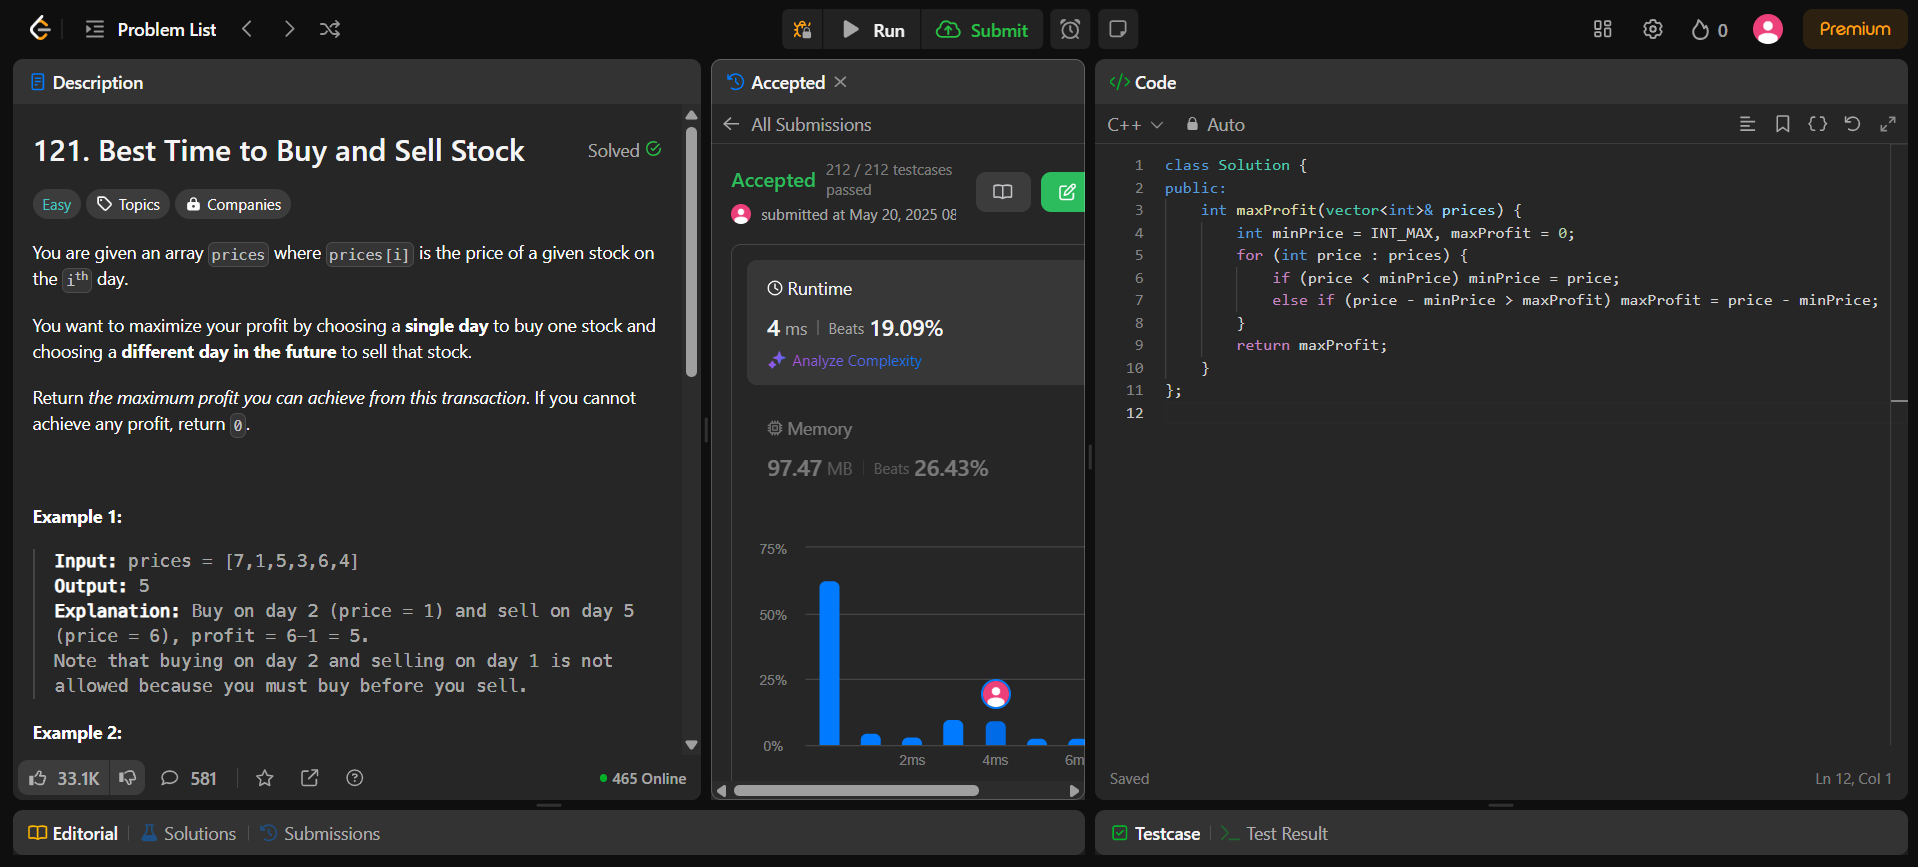 Problem List
Run
Submit
0
Premium
Description
121. Best Time to Buy and Sell Stock
Solved
Easy
Topics
Companies
You are given an array prices where prices[i] is the price of a given stock on
the ith day.
You want to maximize your profit by choosing a single day to buy one stock and
choosing a different day in the future to sell that stock.
Return the maximum profit you can achieve from this transaction. If you cannot
achieve any profit, return 0.
Example 1:
Input: prices = [7,1,5,3,6,4]
Output: 5
Explanation: Buy on day 2 (price = 1) and sell on day 5
(price = 6), profit = 6-1 = 5.
Note that buying on day 2 and selling on day 1 is not
allowed because you must buy before you sell.
Example 2:
33.1K
581
465 Online
Editorial
Solutions
Submissions
Accepted
All Submissions
Accepted
212 / 212 testcases
passed
submitted at May 20, 2025 08
Runtime
4 ms
Beats 19.09%
Analyze Complexity
Memory
97.47 MB
Beats 26.43%
75%
50%
25%
0%
2ms
4ms
6m
</> Code
C++
Auto
1 class Solution {
2 public:
3 int maxProfit(vector<int>& prices) {
4 int minPrice = INT_MAX, maxProfit = 0;
5 for (int price : prices) {
6 if (price < minPrice) minPrice = price;
7 else if (price - minPrice > maxProfit) maxProfit = price - minPrice;
8 }
9 return maxProfit;
10 }
11 };
12
Saved
Ln 12, Col 1
Testcase
Test Result